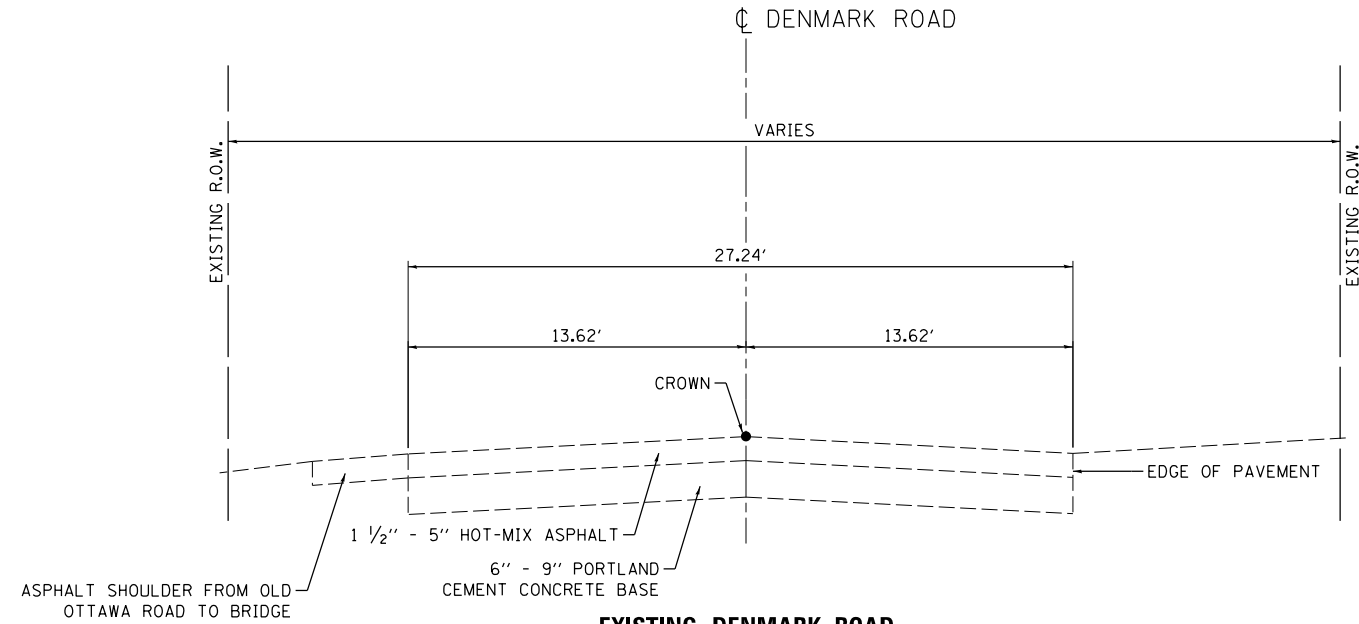 ℄ DENMARK ROAD
VARIES
EXISTING R.O.W.
EXISTING R.O.W.
27.24'
13.62'
13.62'
CROWN
EDGE OF PAVEMENT
1 1/2" - 5" HOT-MIX ASPHALT
6" - 9" PORTLAND
CEMENT CONCRETE BASE
ASPHALT SHOULDER FROM OLD
OTTAWA ROAD TO BRIDGE
EXISTING DENMARK ROAD